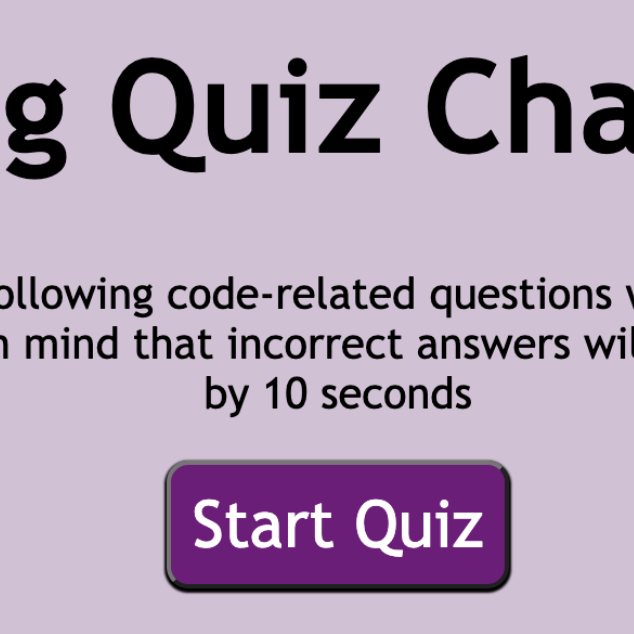 g Quiz Cha
ollowing code-related questions
n mind that incorrect answers wil
by 10 seconds
Start Quiz